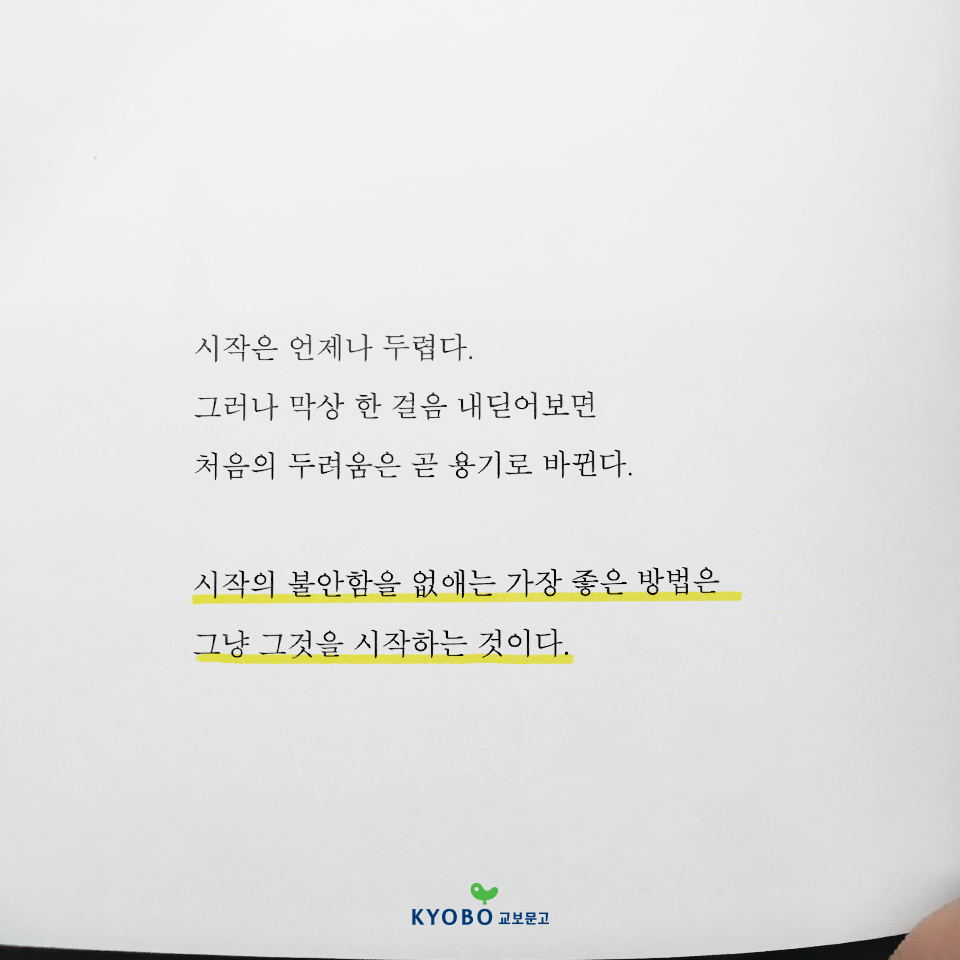 시작은 언제나 두렵다.
그러나 막상 한 걸음 내딛어보면
처음의 두려움은 곧 용기로 바뀐다.
시작의 불안함을 없애는 가장 좋은 방법은
그냥 그것을 시작하는 것이다.
KYOBO 교보문고